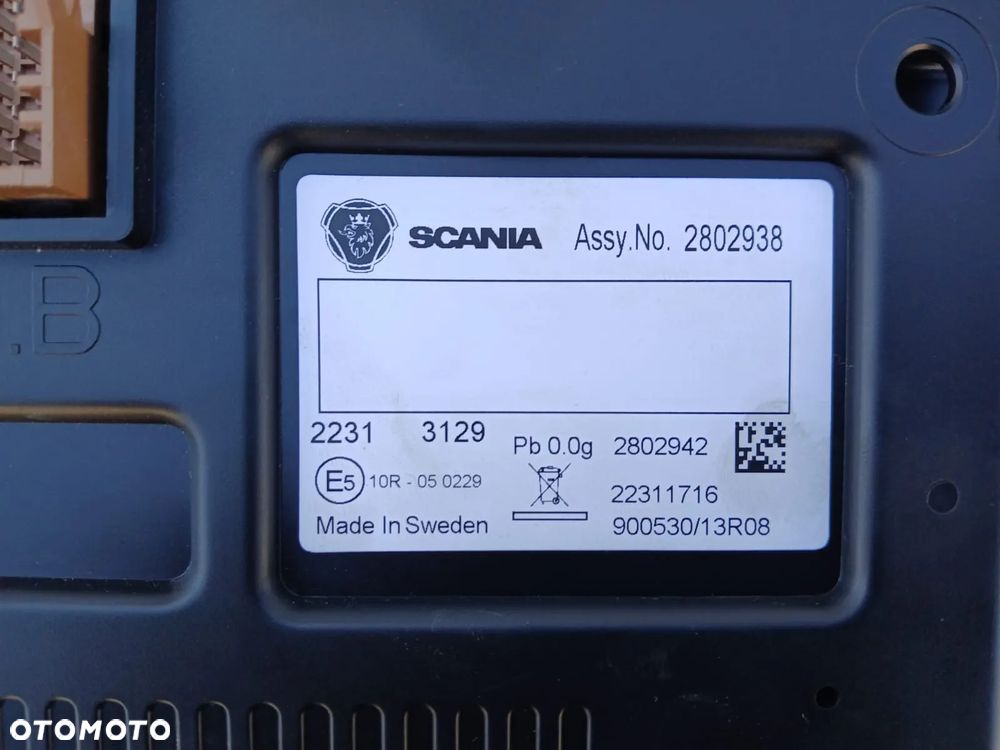 SCANIA Assy.No. 2802938
.B
2231 3129
Pb 0.0g 2802942
E5 10R - 05 0229
22311716
Made In Sweden
900530/13R08
OTOMOTO